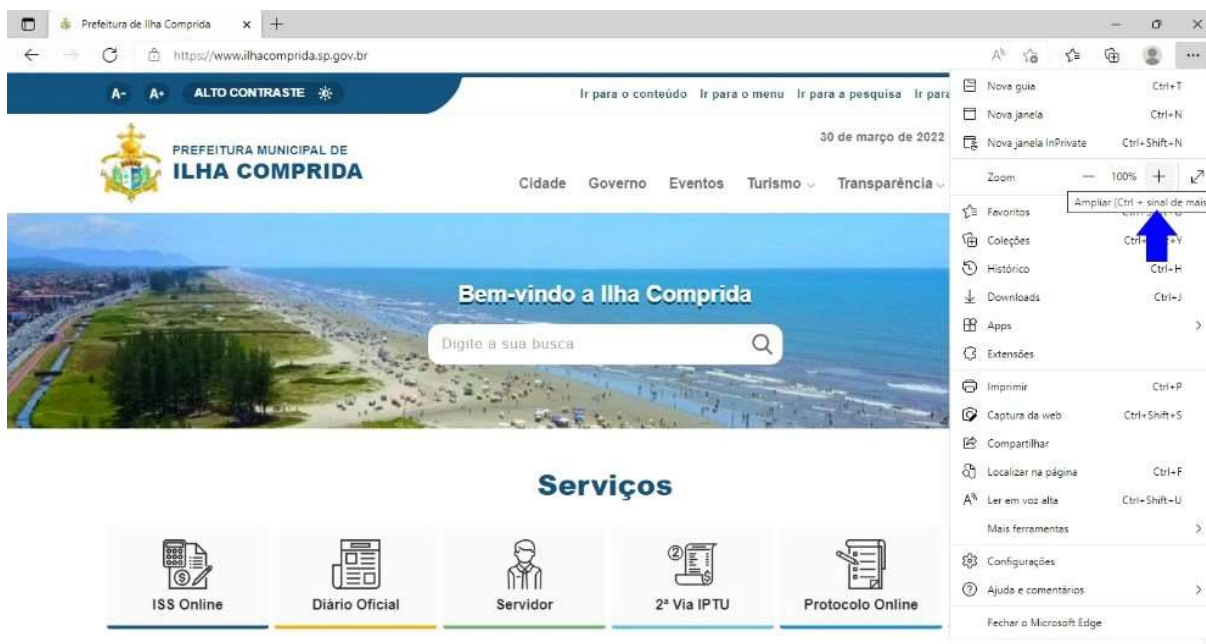 Prefeitura de Ilha Comprida
https://www.ilhacomprida.sp.gov.br
A- A+ ALTO CONTRASTE
Ir para o conteúdo Ir para o menu Ir para a pesquisa Ir para
30 de março de 2022
PREFEITURA MUNICIPAL DE
ILHA COMPRIDA
Cidade Governo Eventos Turismo Transparência
Bem-vindo a Ilha Comprida
Digite a sua busca
Serviços
ISS Online
Diário Oficial
Servidor
2ª Via IPTU
Protocolo Online
Nova guia Ctrl+T
Nova janela Ctrl+N
Nova janela InPrivate Ctrl+Shift+N
Zoom — 100% +
Ampliar (Ctrl + sinal de mais
Favoritos
Coleções
Histórico Ctrl+H
Downloads Ctrl+J
Apps
Extensões
Imprimir Ctrl+P
Captura da web Ctrl+Shift+S
Compartilhar
Localizar na página Ctrl+F
Ler em voz alta Ctrl+Shift+U
Mais ferramentas
Configurações
Ajuda e comentários
Fechar o Microsoft Edge